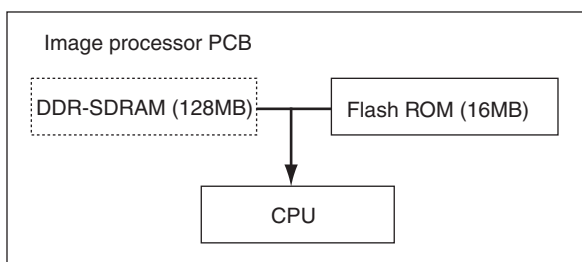 Image processor PCB
DDR-SDRAM (128MB)
Flash ROM (16MB)
CPU